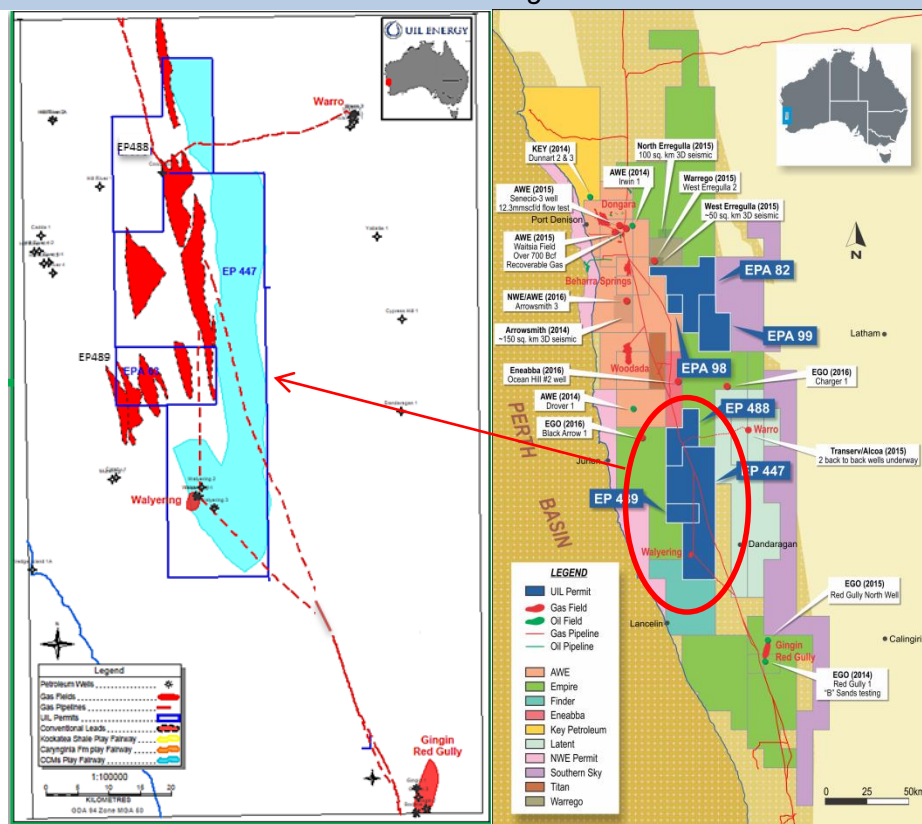 UIL ENERGY
Warro
EP488
EP 447
EP489
Walyering 2
Walyering
Gingin
Red Gully
Legend
Petroleum Wells
Gas Fields
Gas Pipelines
UIL Permits
Conventional Leads
Kockatea Shale Play Fairway
Carynginia Fm play Fairway
CCMs Play Fairway
1:100000
0
10
20
KILOMETRES
GDA 94 Zone MGA 50
KEY (2014)
Dunnart 2 & 3
AWE (2014)
Irwin 1
North Erregulla (2015)
100 sq. km 3D seismic
Warrego (2015)
West Erregulla 2
AWE (2015)
Senecio-3 well
12.3mmscf/d flow test
Dongara
West Erregulla (2015)
~50 sq. km 3D seismic
Port Denison
AWE (2015)
Waitsia Field
Over 700 Bcf
Recoverable Gas
N
Beharra Springs
EPA 82
NWE/AWE (2016)
Arrowsmith 3
EPA 99
Latham
Arrowsmith (2014)
~150 sq. km 3D seismic
Woodada
EPA 98
Eneabba (2016)
Ocean Hill #2 well
EGO (2016)
Charger 1
AWE (2014)
Drover 1
EP 488
Warro
EGO (2016)
Black Arrow 1
Transerv/Alcoa (2015)
2 back to back wells underway
PERTH
BASIN
EP 447
EP 489
Dandaragan
Walyering
LEGEND
UIL Permit
Gas Field
Oil Field
Gas Pipeline
Oil Pipeline
AWE
Empire
Finder
Eneabba
Key Petroleum
Latent
NWE Permit
Southern Sky
Titan
Warrego
Lancelin
EGO (2015)
Red Gully North Well
Calingiri
Gingin
Red Gully
EGO (2014)
Red Gully 1
"B" Sands testing
0
25
50km